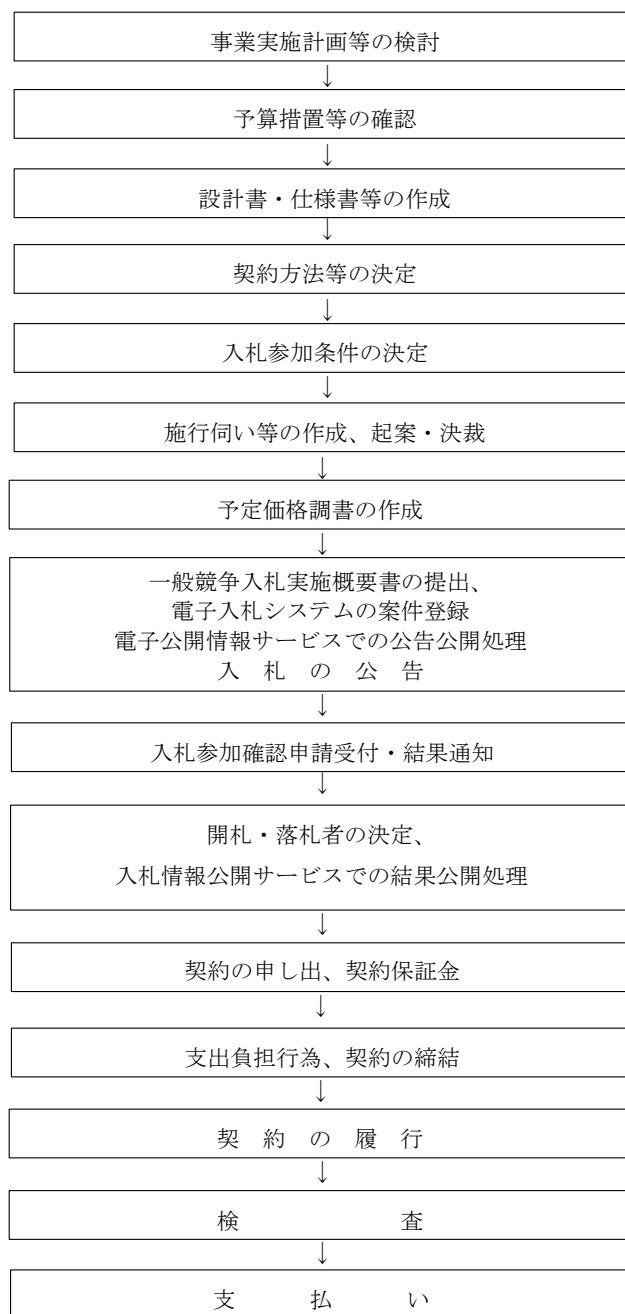 事業実施計画等の検討
↓
予算措置等の確認
↓
設計書・仕様書等の作成
↓
契約方法等の決定
↓
入札参加条件の決定
↓
施行伺い等の作成、起案・決裁
↓
予定価格調書の作成
↓
一般競争入札実施概要書の提出、
電子入札システムの案件登録
電子公開情報サービスでの公告公開処理
入　札　の　公　告
↓
入札参加確認申請受付・結果通知
↓
開札・落札者の決定、
入札情報公開サービスでの結果公開処理
↓
契約の申し出、契約保証金
↓
支出負担行為、契約の締結
↓
契　約　の　履　行
↓
検　　　　　　査
↓
支　　　払　　　い